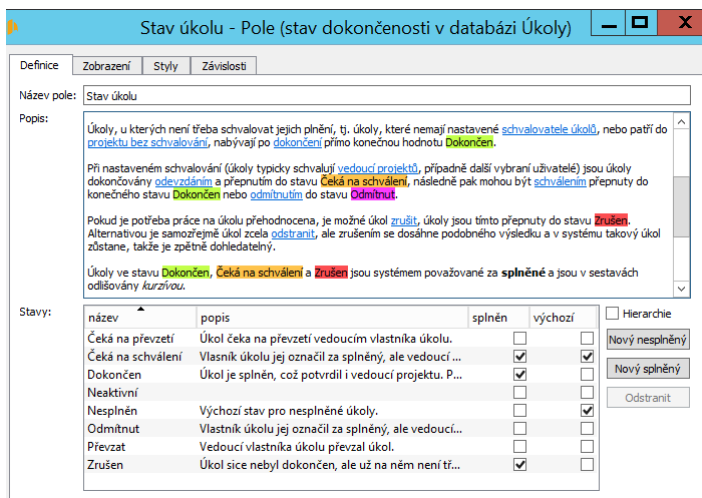 Stav úkolu - Pole (stav dokončenosti v databázi Úkoly)
Definice Zobrazení Styly Závislosti
Název pole: Stav úkolu
Popis:
Úkoly, u kterých není třeba schvalovat jejich plnění, tj. úkoly, které nemají nastavené schvalovatele úkolů, nebo patří do
projektu bez schvalování, nabývají po dokončení přímo konečnou hodnotu Dokončen.
Při nastaveném schvalování (úkoly typicky schvalují vedoucí projektů, případně další vybraní uživatelé) jsou úkoly
dokončovány odevzdáním a přepnutím do stavu Čeká na schválení, následně pak mohou být schválením přepnuty do
konečného stavu Dokončen nebo odmítnutím do stavu Odmítnut.
Pokud je potřeba práce na úkolu přehodnocena, je možné úkol zrušit, úkoly jsou tímto přepnuty do stavu Zrušen.
Alternativou je samozřejmě úkol zcela odstranit, ale zrušením se dosáhne podobného výsledku a v systému takový úkol
zůstane, takže je zpětně dohledatelný.
Úkoly ve stavu Dokončen, Čeká na schválení a Zrušen jsou systémem považované za splněné a jsou v sestavách
odlišovány kurzívou.
Stavy:
název popis splněn výchozí
Čeká na převzetí Úkol čeka na převzetí vedoucím vlastníka úkolu.
Čeká na schválení Vlasník úkolu jej označil za splněný, ale vedoucí ...
Dokončen Úkol je splněn, což potvrdil i vedoucí projektu. P...
Neaktivní
Nesplněn Výchozí stav pro nesplněné úkoly.
Odmítnut Vlastník úkolu jej označil za splněný, ale vedoucí...
Převzat Vedoucí vlastníka úkolu převzal úkol.
Zrušen Úkol sice nebyl dokončen, ale už na něm není tř...
Hierarchie
Nový nesplněný
Nový splněný
Odstranit